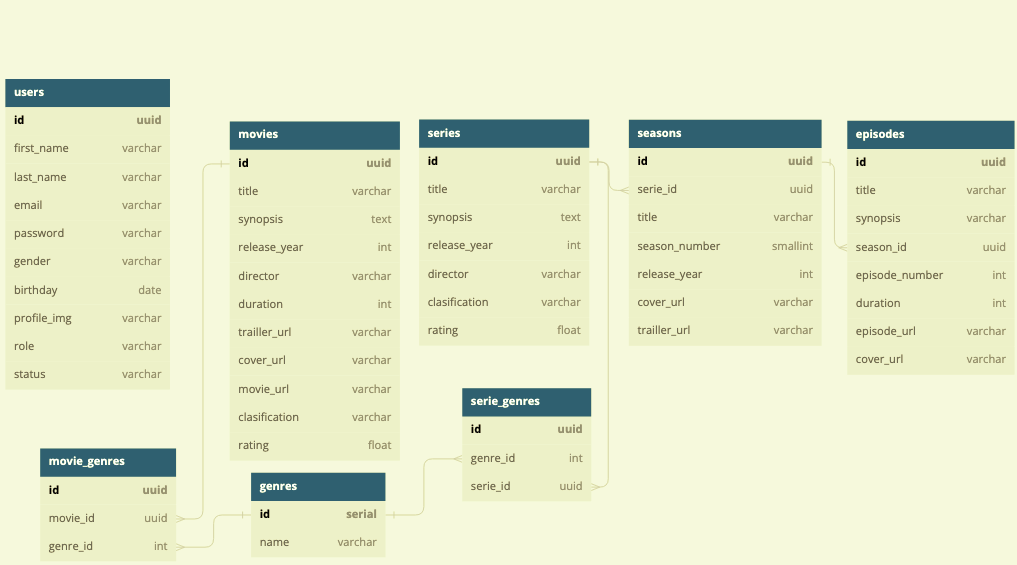 users
id uuid
first_name varchar
last_name varchar
email varchar
password varchar
gender varchar
birthday date
profile_img varchar
role varchar
status varchar
movies
id uuid
title varchar
synopsis text
release_year int
director varchar
duration int
trailler_url varchar
cover_url varchar
movie_url varchar
clasification varchar
rating float
series
id uuid
title varchar
synopsis text
release_year int
director varchar
clasification varchar
rating float
seasons
id uuid
serie_id uuid
title varchar
season_number smallint
release_year int
cover_url varchar
trailler_url varchar
episodes
id uuid
title varchar
synopsis varchar
season_id uuid
episode_number int
duration int
episode_url varchar
cover_url varchar
movie_genres
id uuid
movie_id uuid
genre_id int
genres
id serial
name varchar
serie_genres
id uuid
genre_id int
serie_id uuid